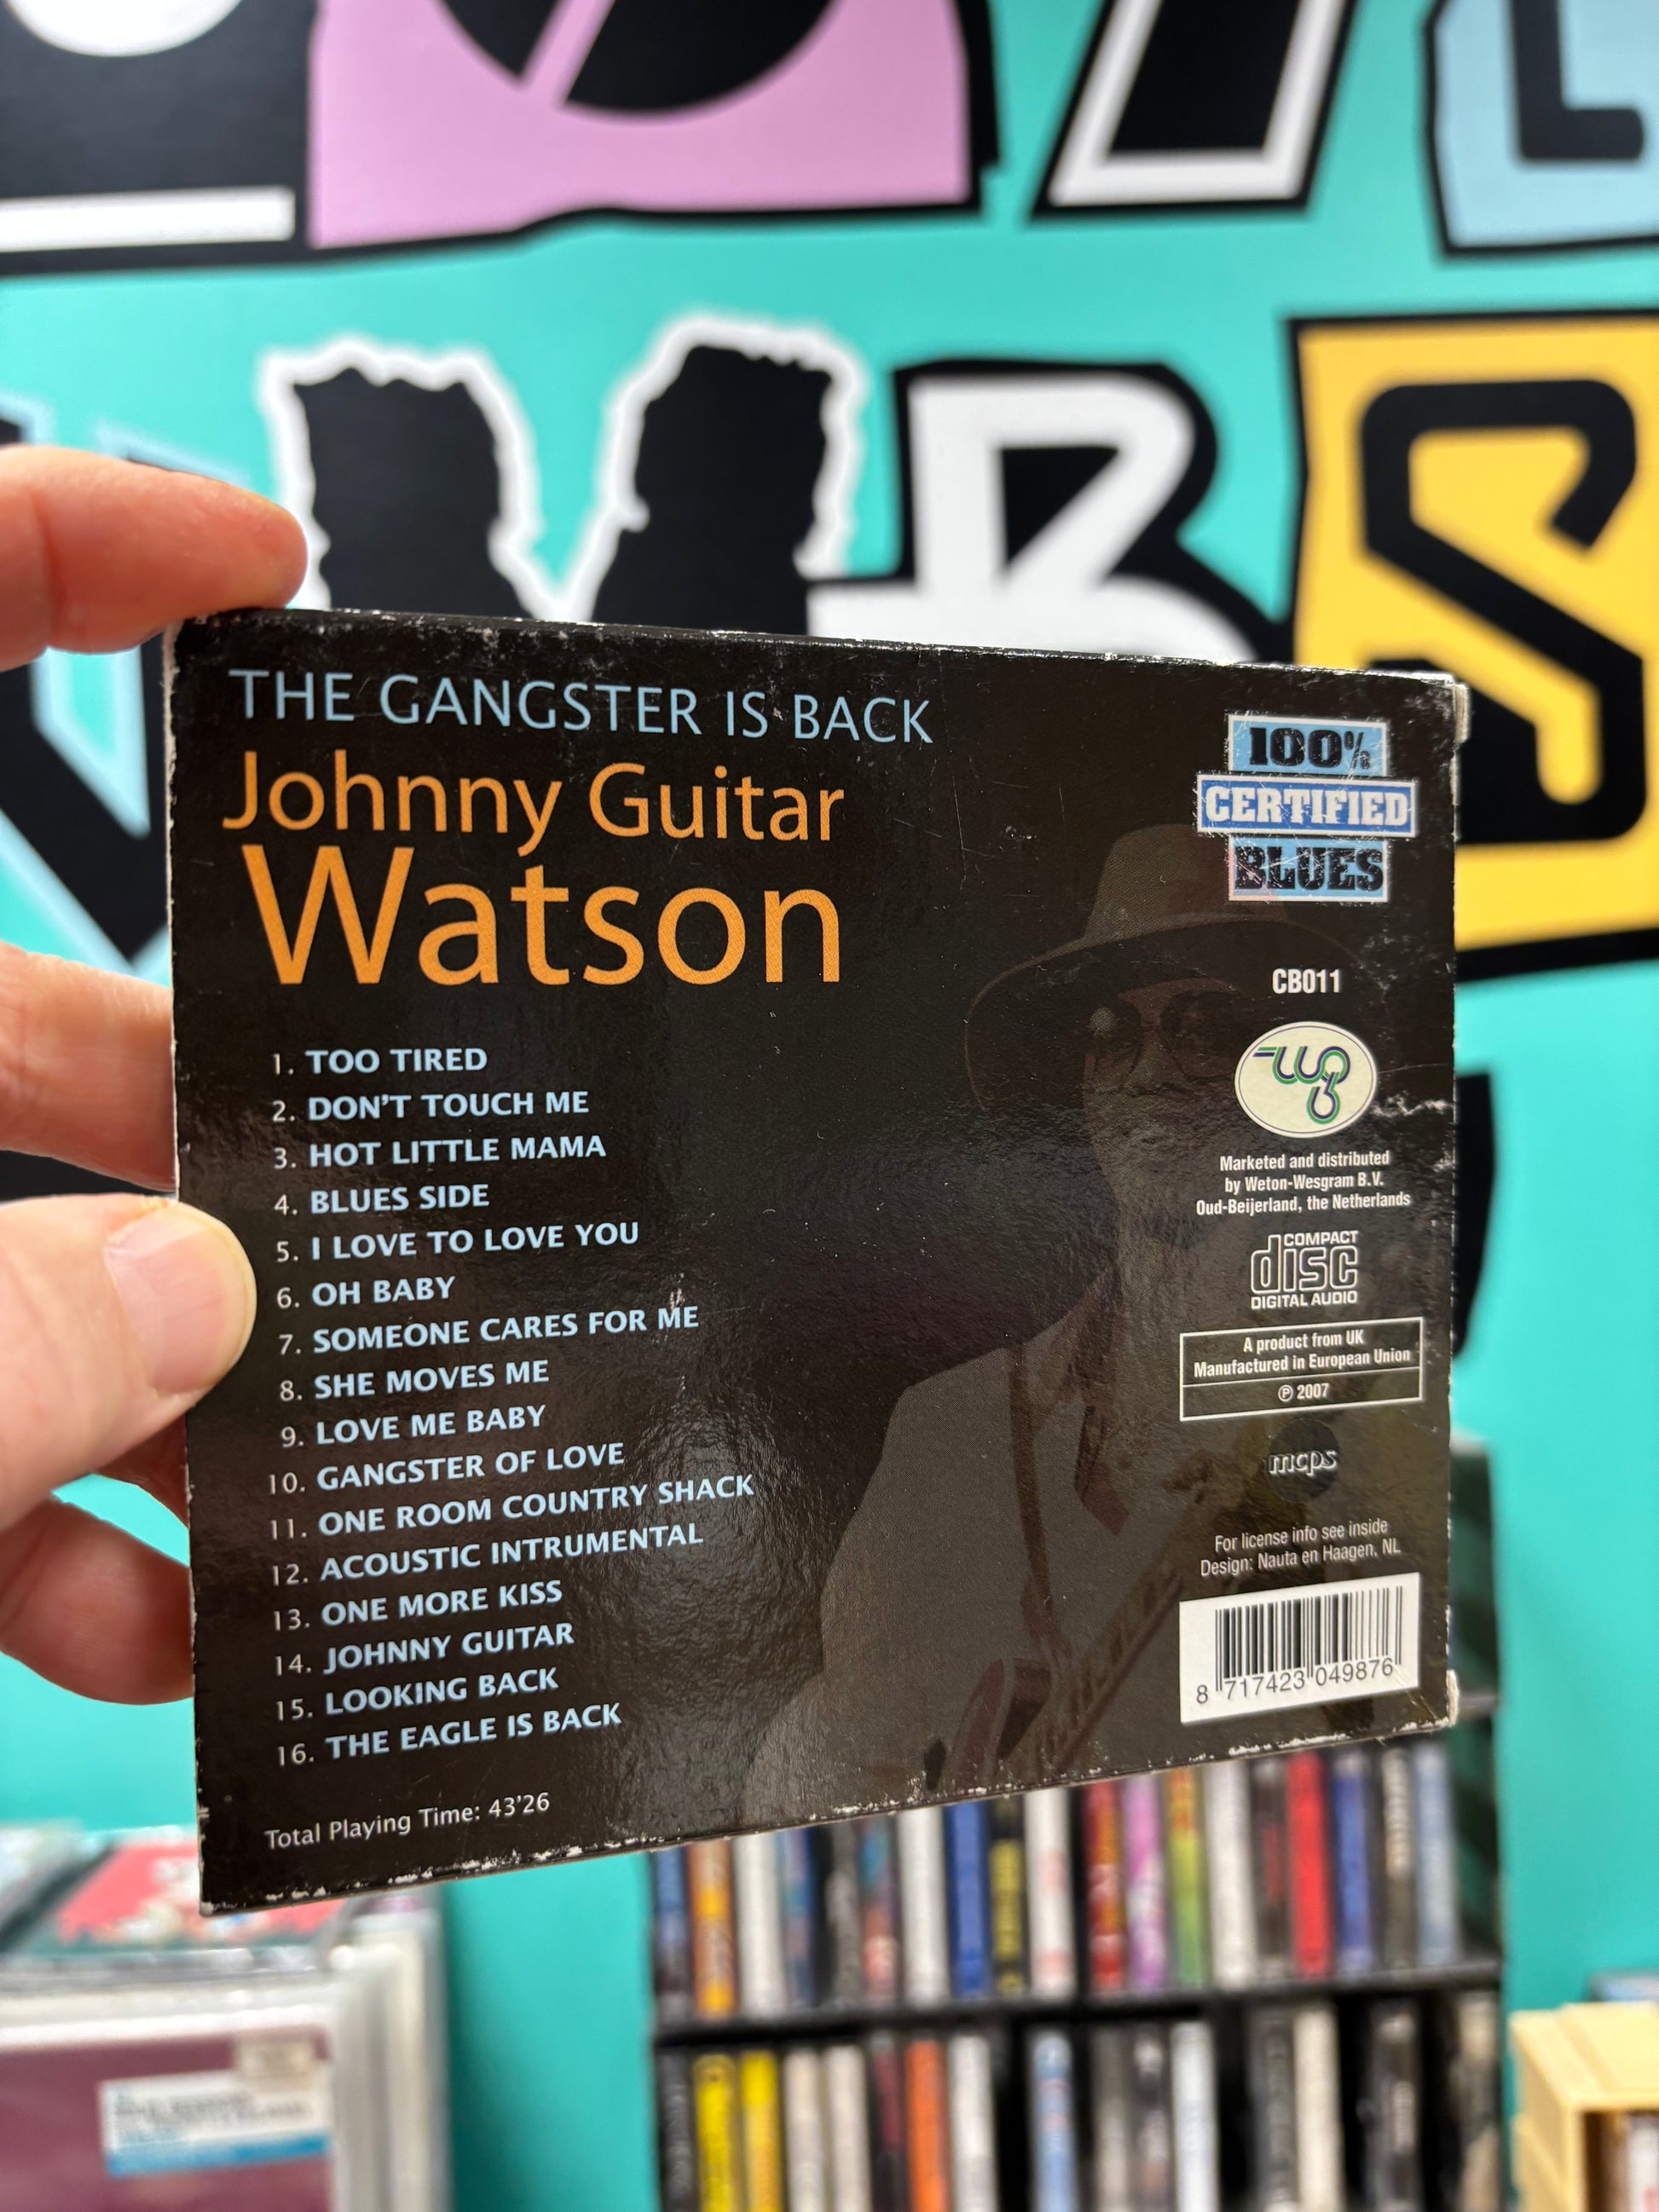 THE GANGSTER IS BACK
Johnny Guitar
Watson
1. TOO TIRED
2. DON'T TOUCH ME
3. HOT LITTLE MAMA
4. BLUES SIDE
5. I LOVE TO LOVE YOU
6. OH BABY
7. SOMEONE CARES FOR ME
8. SHE MOVES ME
9. LOVE ME BABY
10. GANGSTER OF LOVE
11. ONE ROOM COUNTRY SHACK
12. ACOUSTIC INTRUMENTAL
13. ONE MORE KISS
14. JOHNNY GUITAR
15. LOOKING BACK
16. THE EAGLE IS BACK
Total Playing Time: 43'26
100%
CERTIFIED
BLUES
CB011
Marketed and distributed
by Weton-Wesgram B.V.
Oud-Beijerland, the Netherlands
COMPACT
disc
DIGITAL AUDIO
A product from UK
Manufactured in European Union
℗ 2007
mcps
For license info see inside
Design: Nauta en Haagen, NL
8 717423 049876